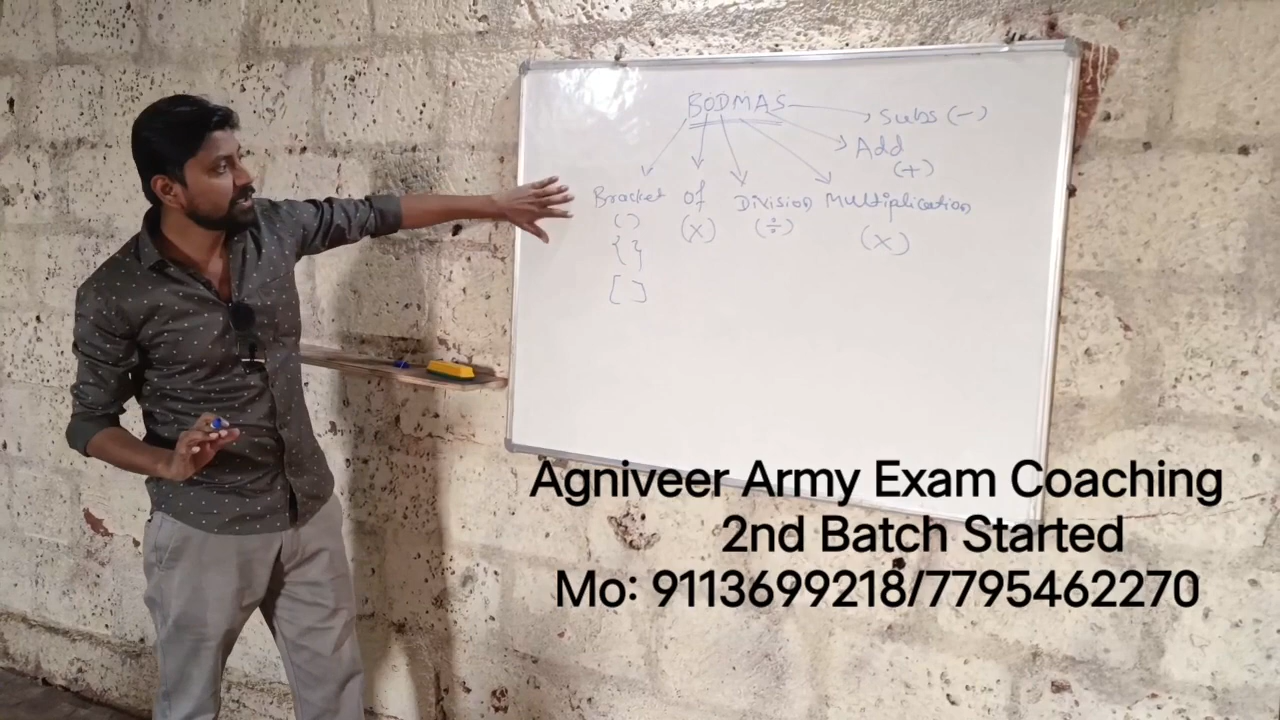 BODMAS
Subs (-)
Add
(+)
Bracket of Division Multiplication
() (x) (÷) (x)
{ }
[ ]
Agniveer Army Exam Coaching
2nd Batch Started
Mo: 9113699218/7795462270